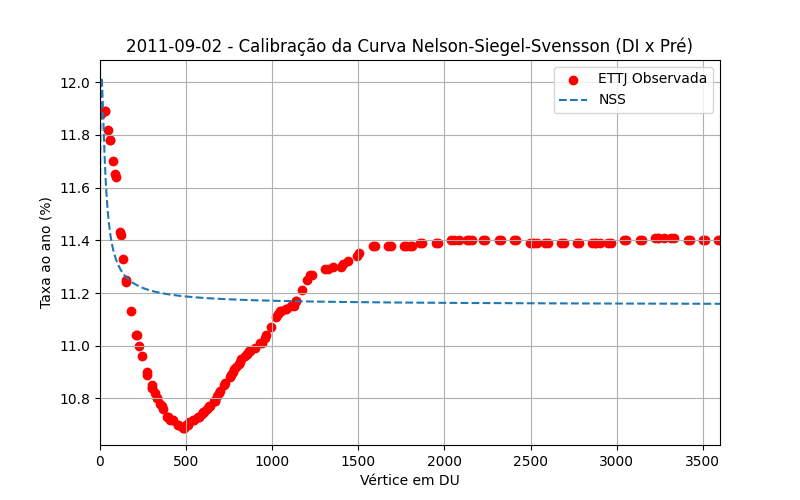 2011-09-02 - Calibração da Curva Nelson-Siegel-Svensson (DI x Pré)
ETTJ Observada
NSS
Taxa ao ano (%)
12.0
11.8
11.6
11.4
11.2
11.0
10.8
0 500 1000 1500 2000 2500 3000 3500
Vértice em DU